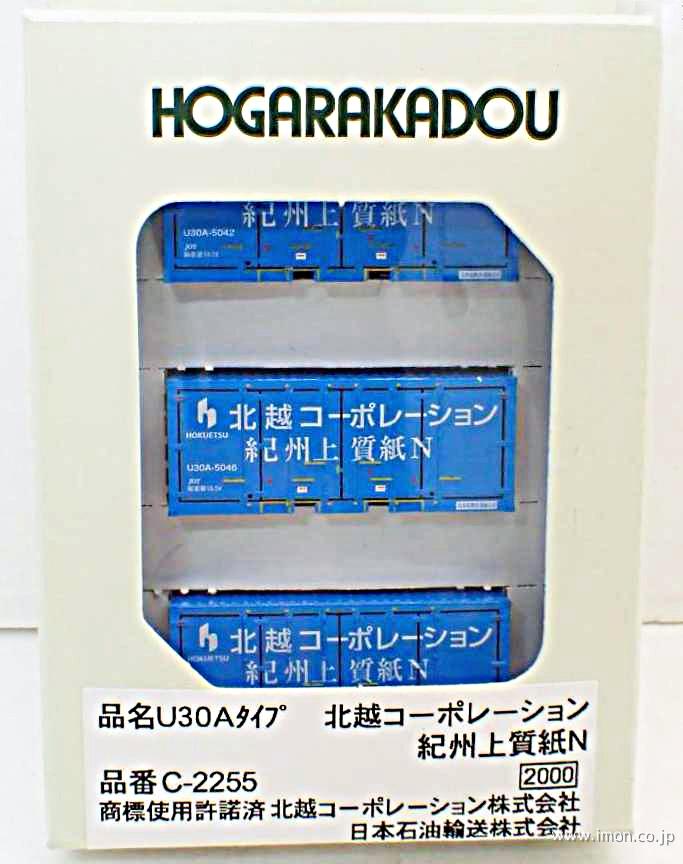 HOGARAKADOU
紀州上質紙N
U30A-5042
JOT
北越コーポレーション
HOKUETSU
紀州上質紙N
U30A-5046
JOT
北越コーポレーション
HOKUETSU
紀州上質紙N
品名U30Aタイプ 北越コーポレーション
紀州上質紙N
品番C-2255 2000
商標使用許諾済 北越コーポレーション株式会社
日本石油輸送株式会社
www.imon.co.jp